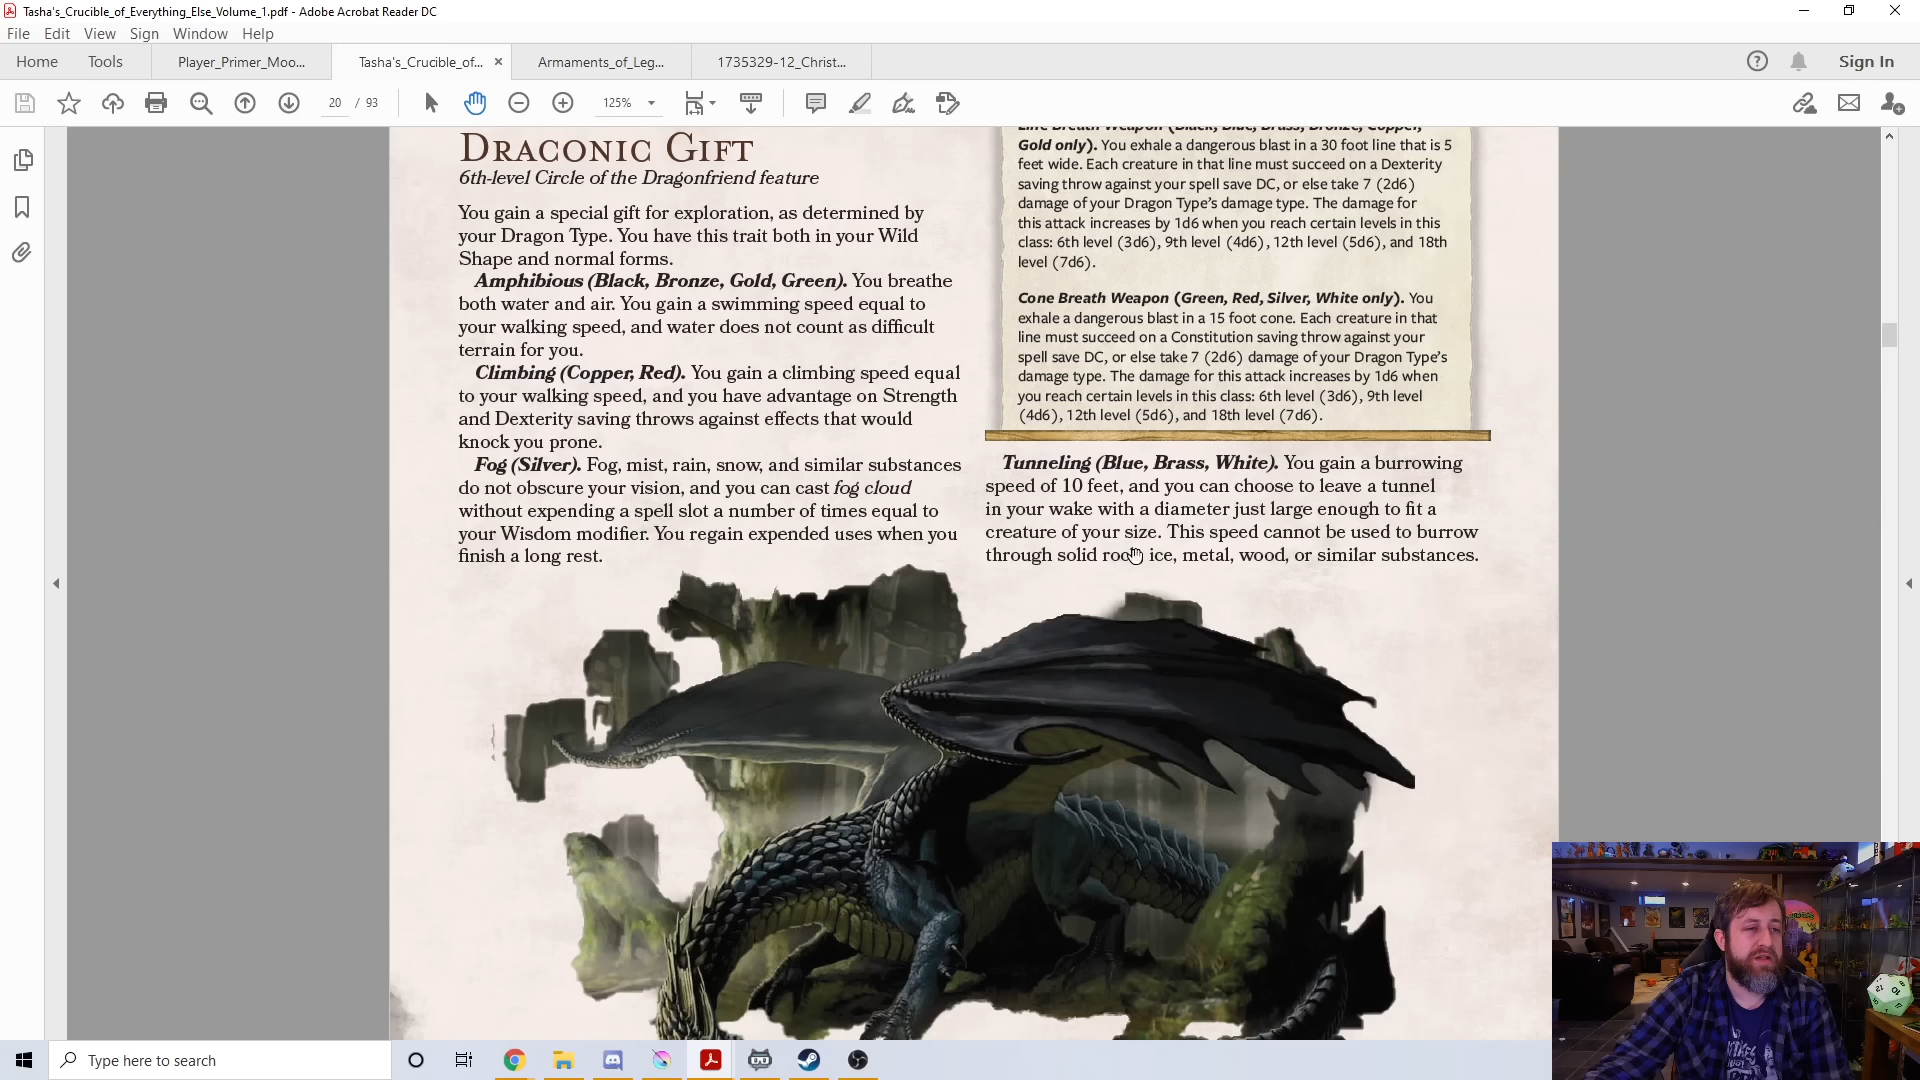 Tasha's_Crucible_of_Everything_Else_Volume_1.pdf - Adobe Acrobat Reader DC
File Edit View Sign Window Help
Home Tools Player_Primer_Moo... Tasha's_Crucible_of... Armaments_of_Leg... 1735329-12_Christ... Sign In
20 / 93 125%
DRACONIC GIFT
6th-level Circle of the Dragonfriend feature
You gain a special gift for exploration, as determined by
your Dragon Type. You have this trait both in your Wild
Shape and normal forms.
Amphibious (Black, Bronze, Gold, Green). You breathe
both water and air. You gain a swimming speed equal to
your walking speed, and water does not count as difficult
terrain for you.
Climbing (Copper, Red). You gain a climbing speed equal
to your walking speed, and you have advantage on Strength
and Dexterity saving throws against effects that would
knock you prone.
Fog (Silver). Fog, mist, rain, snow, and similar substances
do not obscure your vision, and you can cast fog cloud
without expending a spell slot a number of times equal to
your Wisdom modifier. You regain expended uses when you
finish a long rest.
Line Breath Weapon (Black, Blue, Brass, Bronze, Copper,
Gold only). You exhale a dangerous blast in a 30 foot line that is 5
feet wide. Each creature in that line must succeed on a Dexterity
saving throw against your spell save DC, or else take 7 (2d6)
damage of your Dragon Type's damage type. The damage for
this attack increases by 1d6 when you reach certain levels in this
class: 6th level (3d6), 9th level (4d6), 12th level (5d6), and 18th
level (7d6).
Cone Breath Weapon (Green, Red, Silver, White only). You
exhale a dangerous blast in a 15 foot cone. Each creature in that
line must succeed on a Constitution saving throw against your
spell save DC, or else take 7 (2d6) damage of your Dragon Type's
damage type. The damage for this attack increases by 1d6 when
you reach certain levels in this class: 6th level (3d6), 9th level
(4d6), 12th level (5d6), and 18th level (7d6).
Tunneling (Blue, Brass, White). You gain a burrowing
speed of 10 feet, and you can choose to leave a tunnel
in your wake with a diameter just large enough to fit a
creature of your size. This speed cannot be used to burrow
through solid rock, ice, metal, wood, or similar substances.
Type here to search